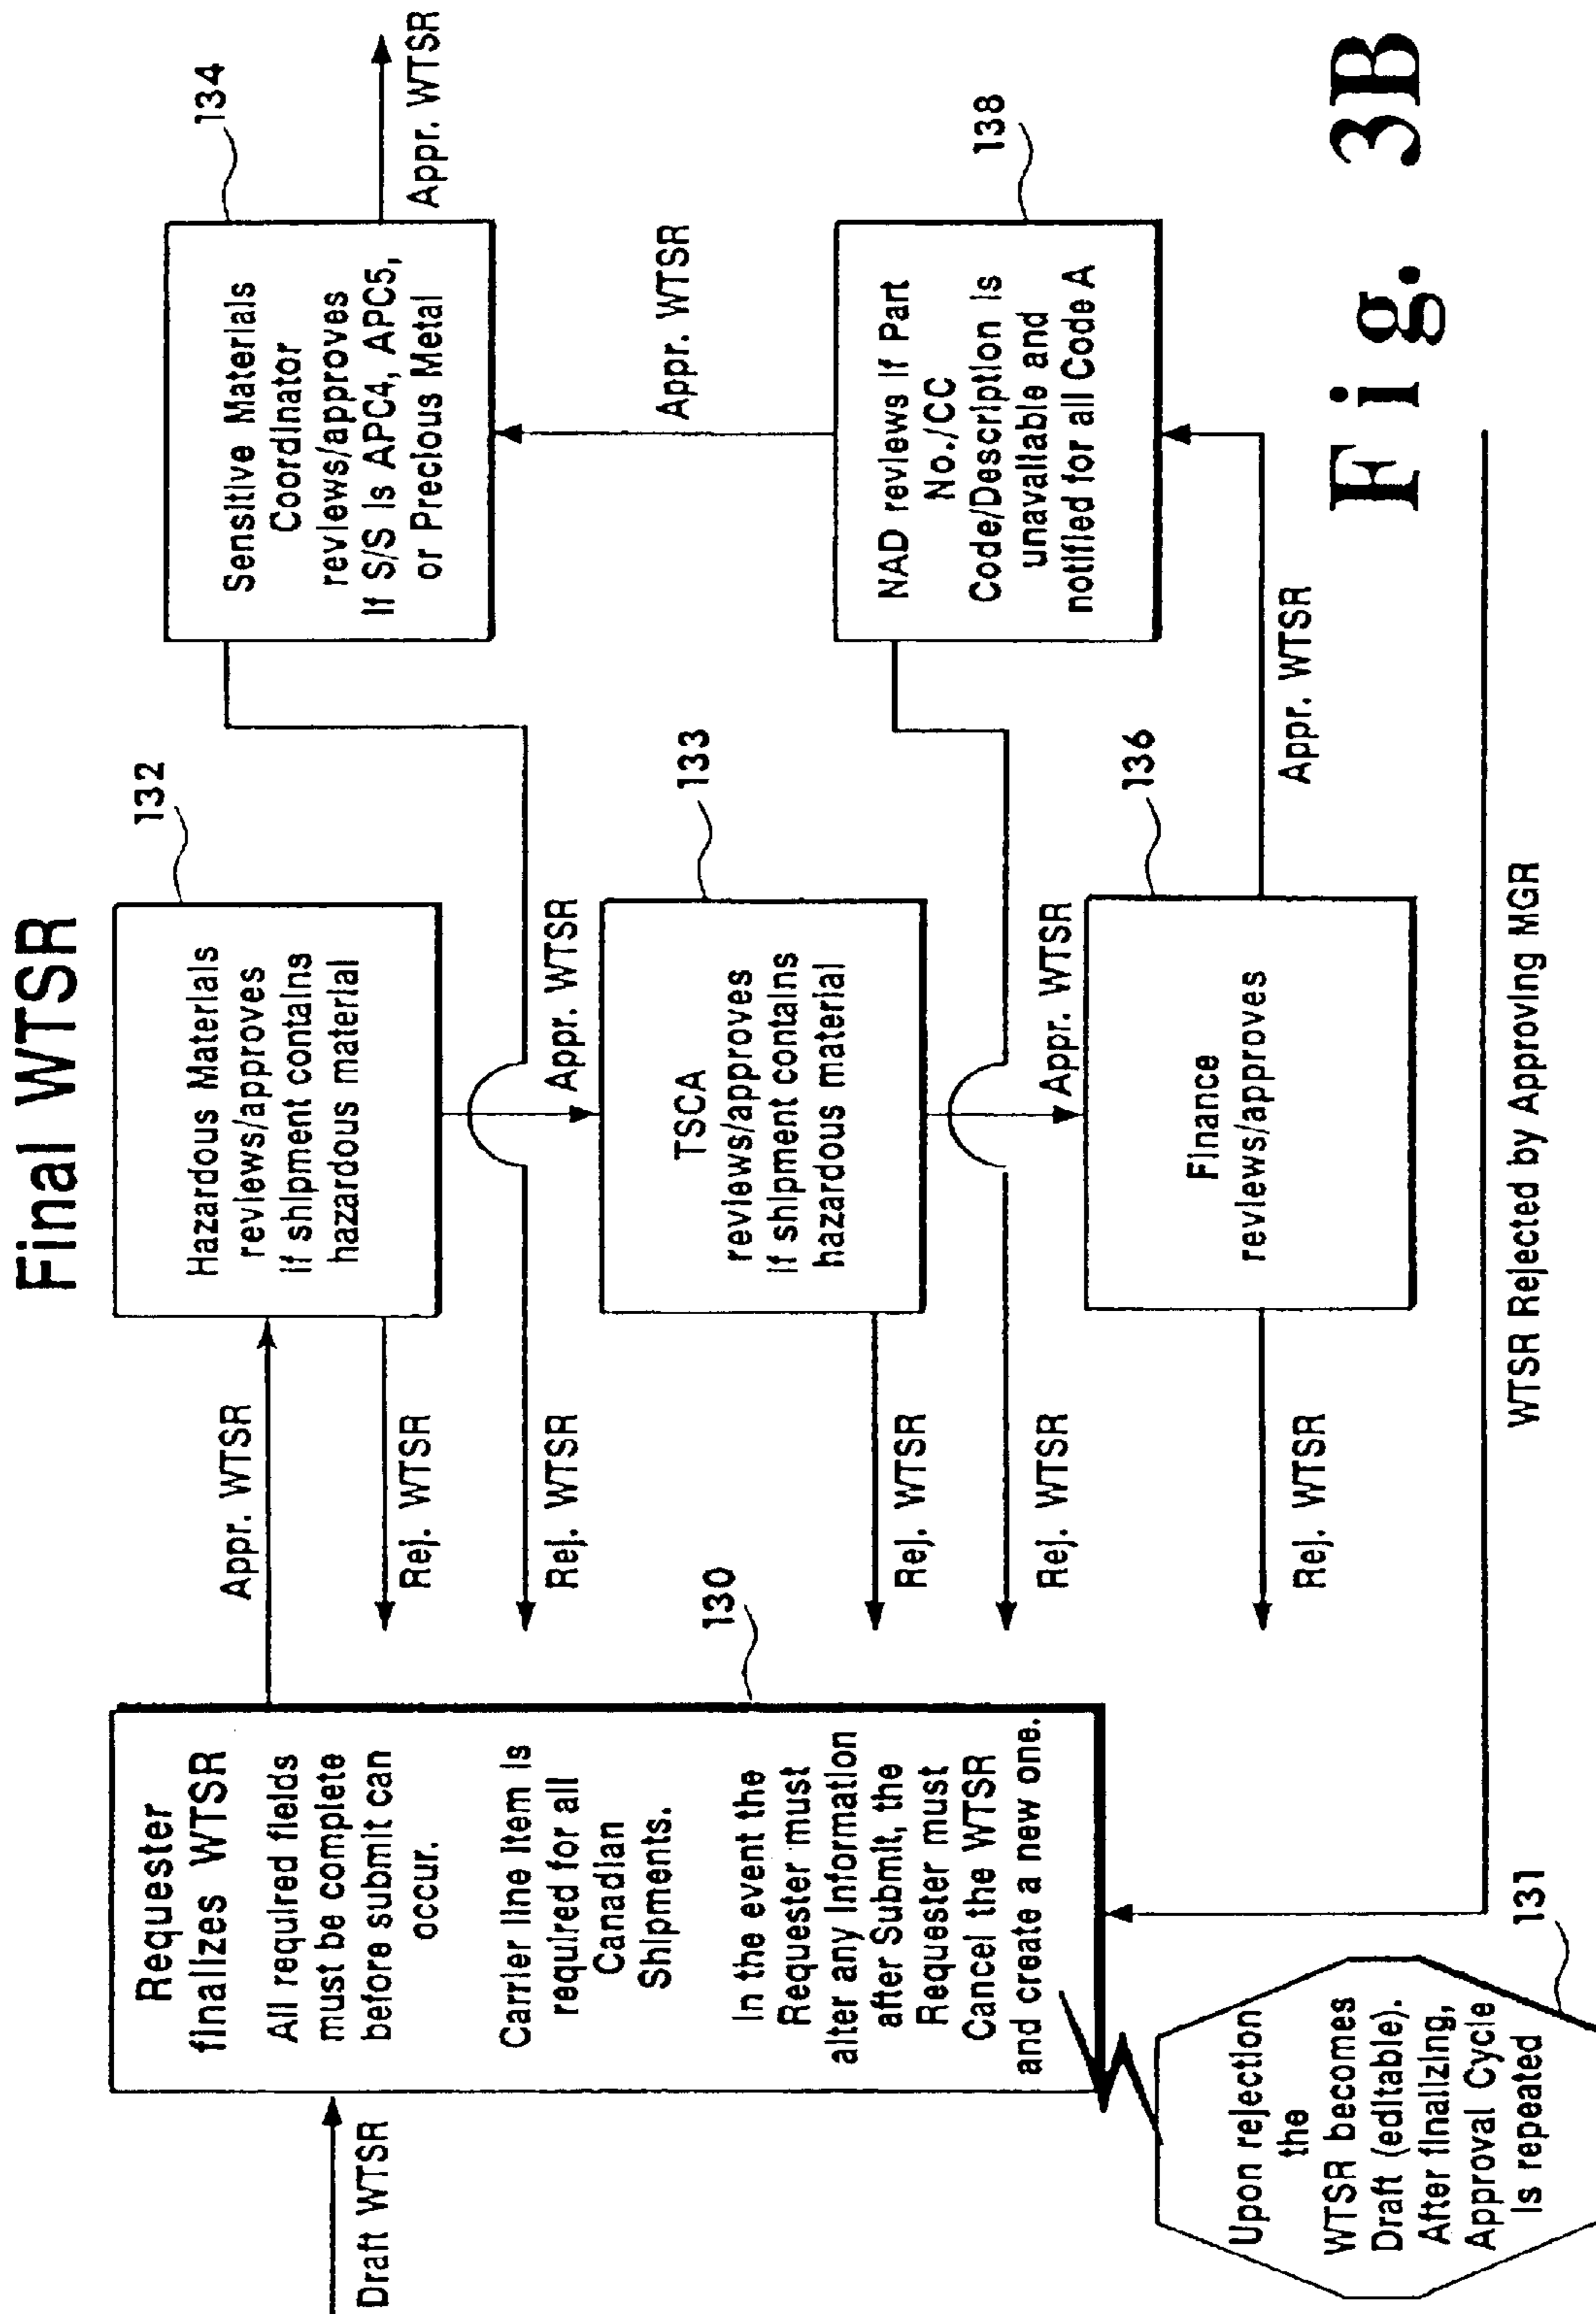 Final WTSR
Draft WTSR
Requester
finalizes WTSR
All required fields
must be complete
before submit can
occur.
Carrier line item is
required for all
Canadian
Shipments.
In the event the
Requester must
alter any Information
after Submit, the
Requester must
Cancel the WTSR
and create a new one.
130
Upon rejection
the
WTSR becomes
Draft (editable).
After finalizing,
Approval Cycle
is repeated
131
Appr. WTSR
Rej. WTSR
Rej. WTSR
Rej. WTSR
Rej. WTSR
Rej. WTSR
Hazardous Materials
reviews/approves
if shipment contains
hazardous material
132
Appr. WTSR
TSCA
reviews/approves
if shipment contains
hazardous material
133
Appr. WTSR
Finance
reviews/approves
136
Appr. WTSR
WTSR Rejected by Approving MGR
Sensitive Materials
Coordinator
reviews/approves
If S/S is APC4, APC5,
or Precious Metal
134
Appr. WTSR
Appr. WTSR
NAD reviews if Part
No./CC
Code/Description is
unavailable and
notified for all Code A
138
Fig. 3B